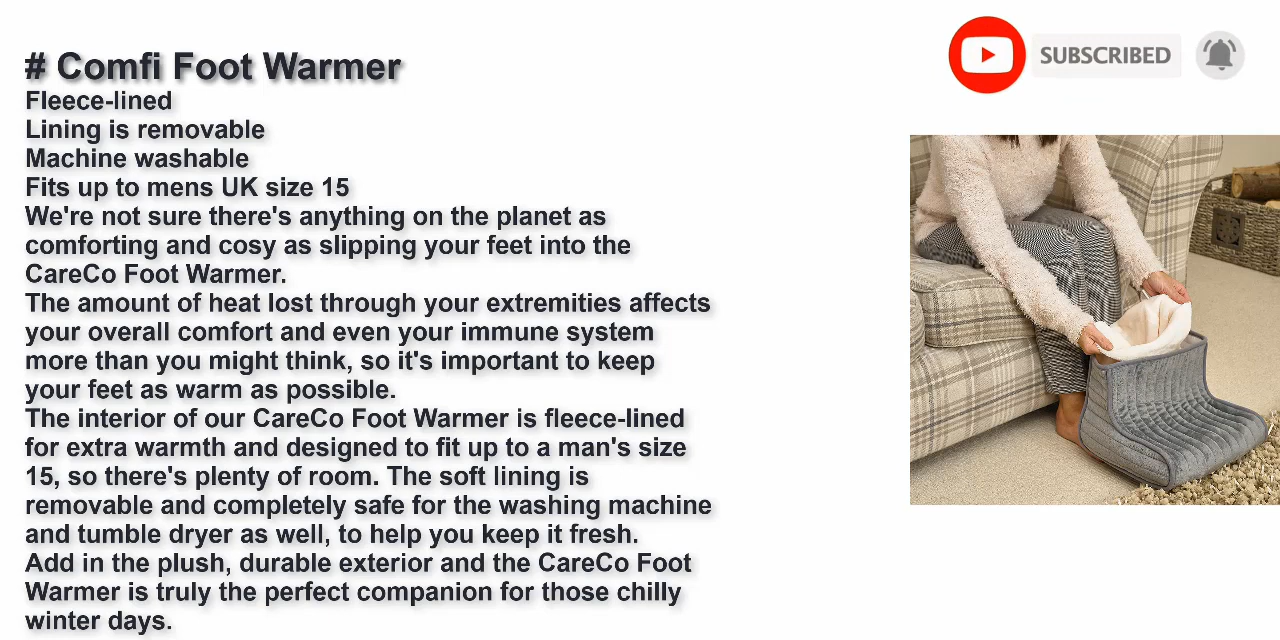 # Comfi Foot Warmer
SUBSCRIBED
Fleece-lined
Lining is removable
Machine washable
Fits up to mens UK size 15
We're not sure there's anything on the planet as
comforting and cosy as slipping your feet into the
CareCo Foot Warmer.
The amount of heat lost through your extremities affects
your overall comfort and even your immune system
more than you might think, so it's important to keep
your feet as warm as possible.
The interior of our CareCo Foot Warmer is fleece-lined
for extra warmth and designed to fit up to a man's size
15, so there's plenty of room. The soft lining is
removable and completely safe for the washing machine
and tumble dryer as well, to help you keep it fresh.
Add in the plush, durable exterior and the CareCo Foot
Warmer is truly the perfect companion for those chilly
winter days.